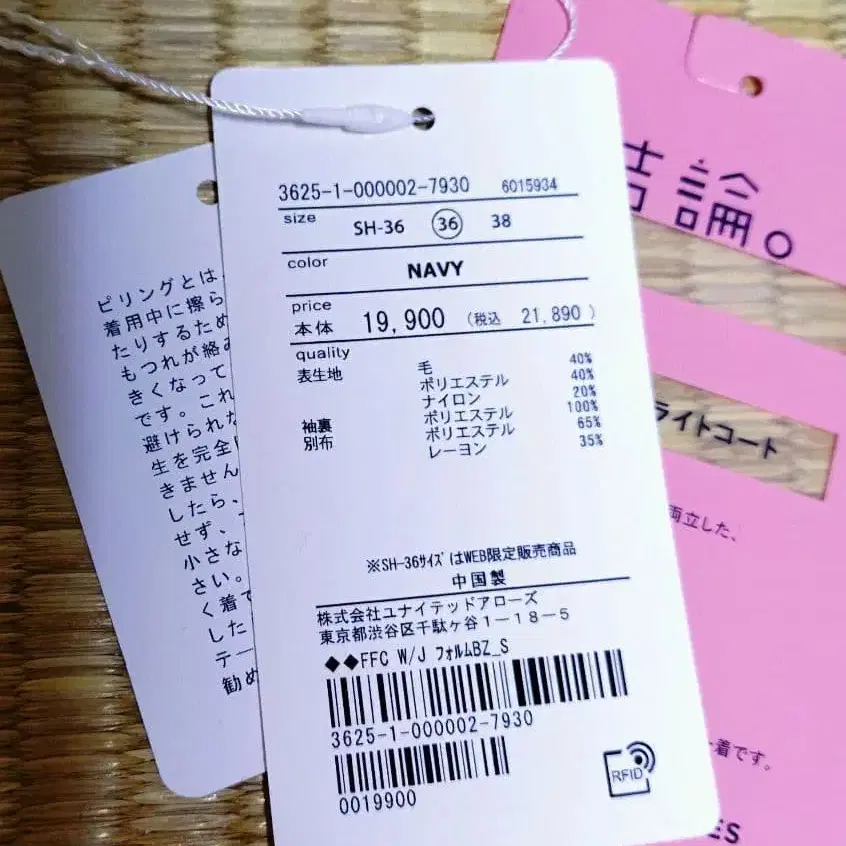 3625-1-000002-7930 6015934
size SH-36 36 38
color NAVY
price
本体 19,900 (税込 21,890 )
quality
表生地 毛 40%
ポリエステル 40%
ナイロン 20%
袖裏 ポリエステル 100%
別布 ポリエステル 65%
レーヨン 35%
※SH-36サイズはWEB限定販売商品
中国製
株式会社ユナイテッドアローズ
東京都渋谷区千駄ヶ谷1-18-5
◆◆FFC W/J フォルムBZ_S
3625-1-000002-7930
0019900
RFID
ピリングとは
着用中に擦ら
たりするため
もつれが絡み
きくなって
です。これ
避けられな
生を完全
きません
したら、
せず、
小さな
さい。
く着て
した
テー
勧め
論。
ライトコート
両立した、
着です。
ES